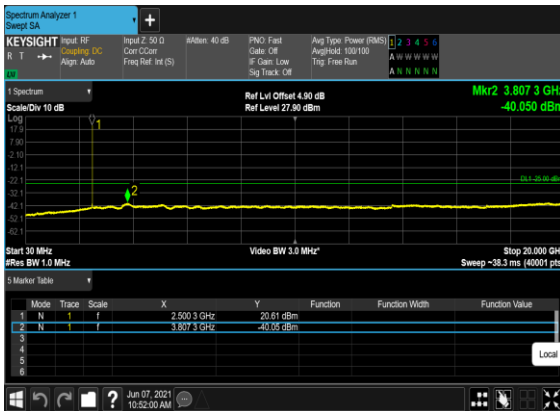 Spectrum Analyzer 1
Swept SA
KEYSIGHT
R T
Input: RF
Coupling: DC
Align: Auto
Input Z: 50 Ω
Corr CCorr
Freq Ref: Int (S)
#Atten: 40 dB
PNO: Fast
Gate: Off
IF Gain: Low
Sig Track: Off
Avg Type: Power (RMS)
Avg|Hold: 100/100
Trig: Free Run
1 2 3 4 5 6
A W W W W W
A N N N N N
1 Spectrum
Scale/Div 10 dB
Ref Lvl Offset 4.90 dB
Ref Level 27.90 dBm
Mkr2 3.807 3 GHz
-40.050 dBm
Log
17.9
7.90
-2.10
-12.1
-22.1
-32.1
-42.1
-52.1
-62.1
1
2
DL1 -25.00 dBm
Start 30 MHz
#Res BW 1.0 MHz
Video BW 3.0 MHz*
Stop 20.000 GH
Sweep ~38.3 ms (40001 pts
5 Marker Table
Mode Trace Scale X Y Function Function Width Function Value
1 N 1 f 2.500 3 GHz 20.61 dBm
2 N 1 f 3.807 3 GHz -40.05 dBm
3
4
5
6
Local
?
Jun 07, 2021
10:52:00 AM